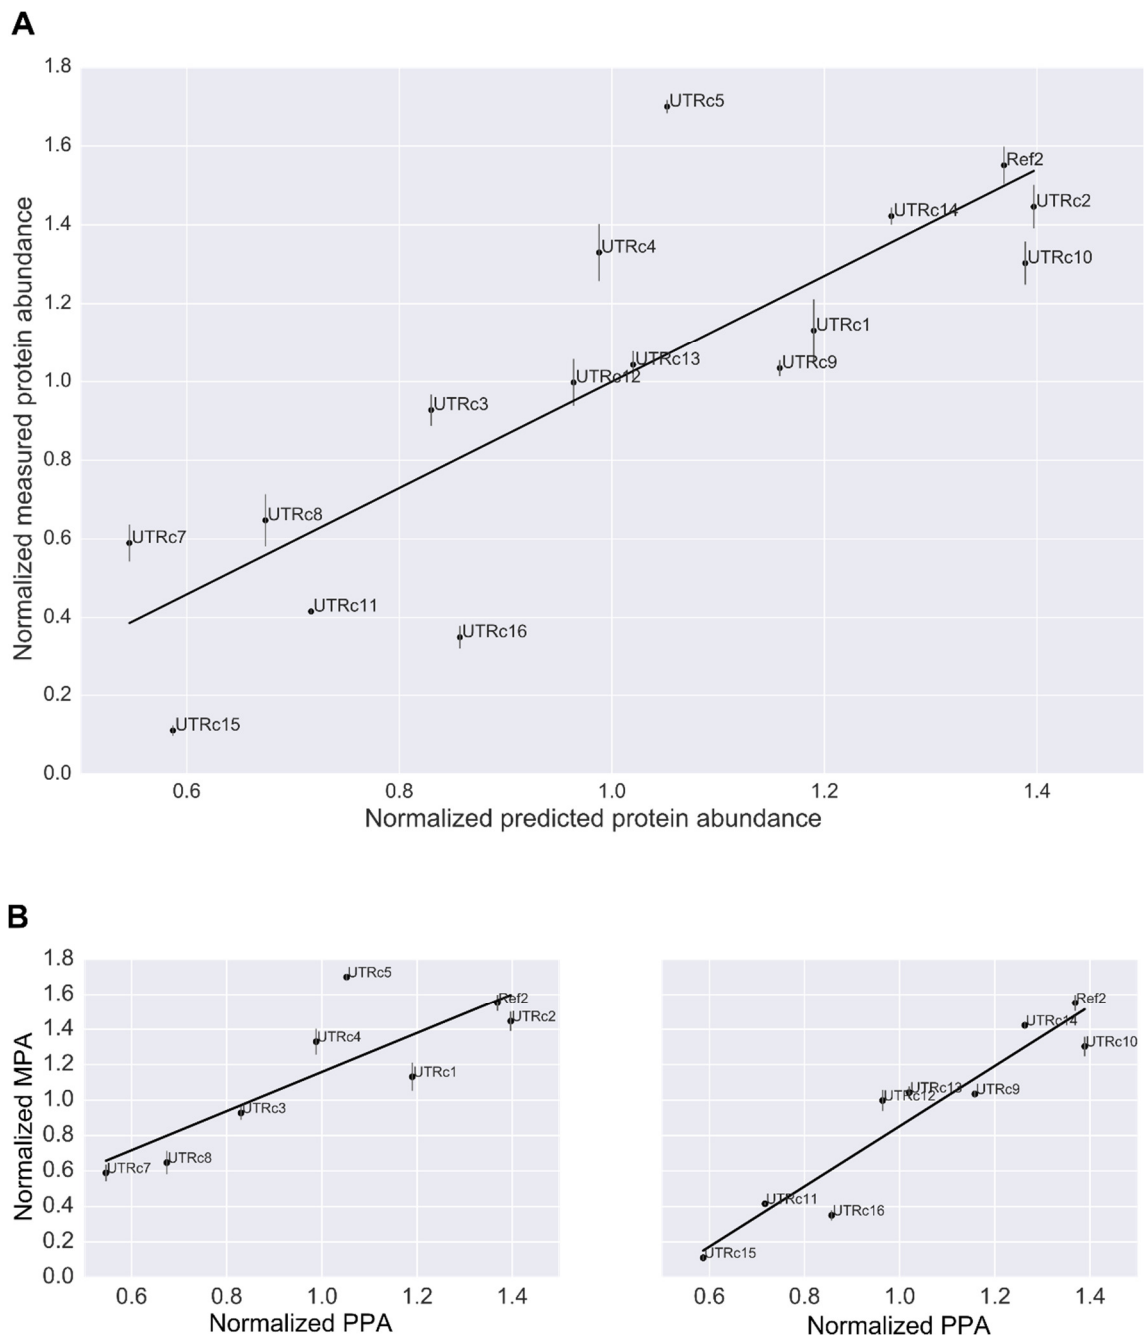 A
1.8
1.6
1.4
1.2
1.0
0.8
0.6
0.4
0.2
0.0
Normalized measured protein abundance
UTRc5
Ref2
UTRc2
UTRc14
UTRc4
UTRc10
UTRc1
UTRc13
UTRc9
UTRc12
UTRc3
UTRc8
UTRc7
UTRc11
UTRc16
UTRc15
0.6 0.8 1.0 1.2 1.4
Normalized predicted protein abundance
B
1.8
1.6
1.4
1.2
1.0
0.8
0.6
0.4
0.2
0.0
Normalized MPA
UTRc5
Ref2
UTRc2
UTRc4
UTRc1
UTRc3
UTRc8
UTRc7
0.6 0.8 1.0 1.2 1.4
Normalized PPA
Ref2
UTRc14
UTRc10
UTRc13
UTRc9
UTRc12
UTRc11
UTRc16
UTRc15
0.6 0.8 1.0 1.2 1.4
Normalized PPA